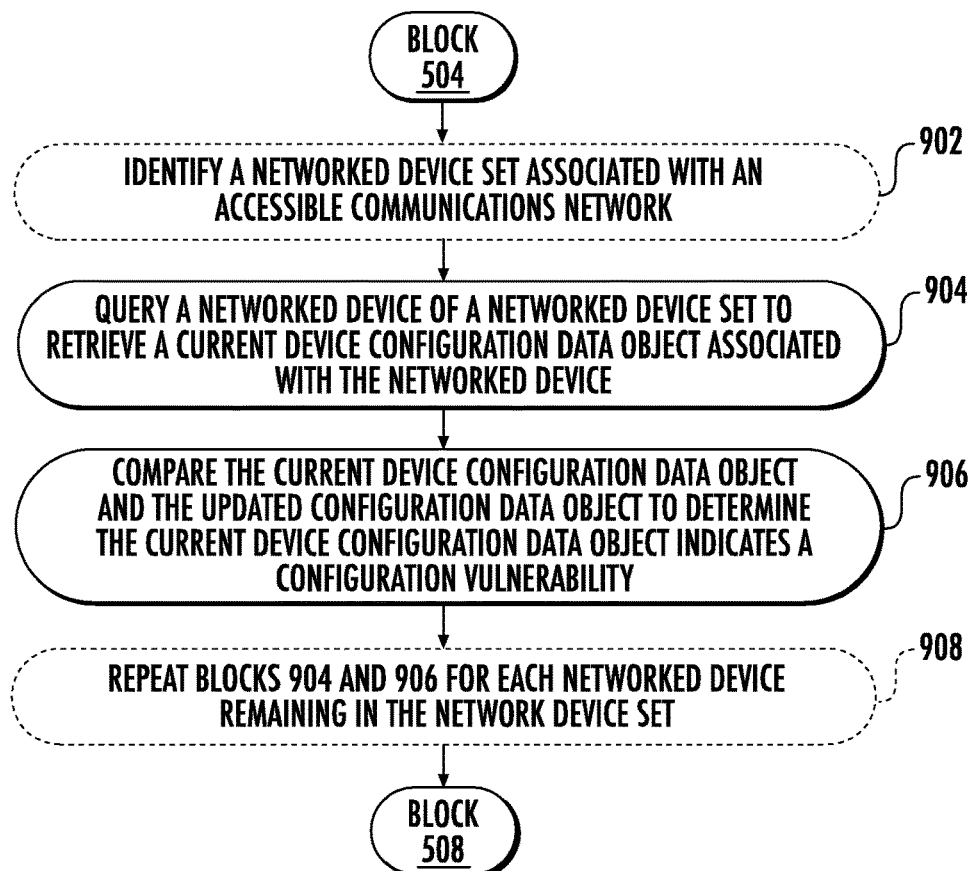 BLOCK
504
902
IDENTIFY A NETWORKED DEVICE SET ASSOCIATED WITH AN
ACCESSIBLE COMMUNICATIONS NETWORK
904
QUERY A NETWORKED DEVICE OF A NETWORKED DEVICE SET TO
RETRIEVE A CURRENT DEVICE CONFIGURATION DATA OBJECT ASSOCIATED
WITH THE NETWORKED DEVICE
906
COMPARE THE CURRENT DEVICE CONFIGURATION DATA OBJECT
AND THE UPDATED CONFIGURATION DATA OBJECT TO DETERMINE
THE CURRENT DEVICE CONFIGURATION DATA OBJECT INDICATES A
CONFIGURATION VULNERABILITY
908
REPEAT BLOCKS 904 AND 906 FOR EACH NETWORKED DEVICE
REMAINING IN THE NETWORK DEVICE SET
BLOCK
508